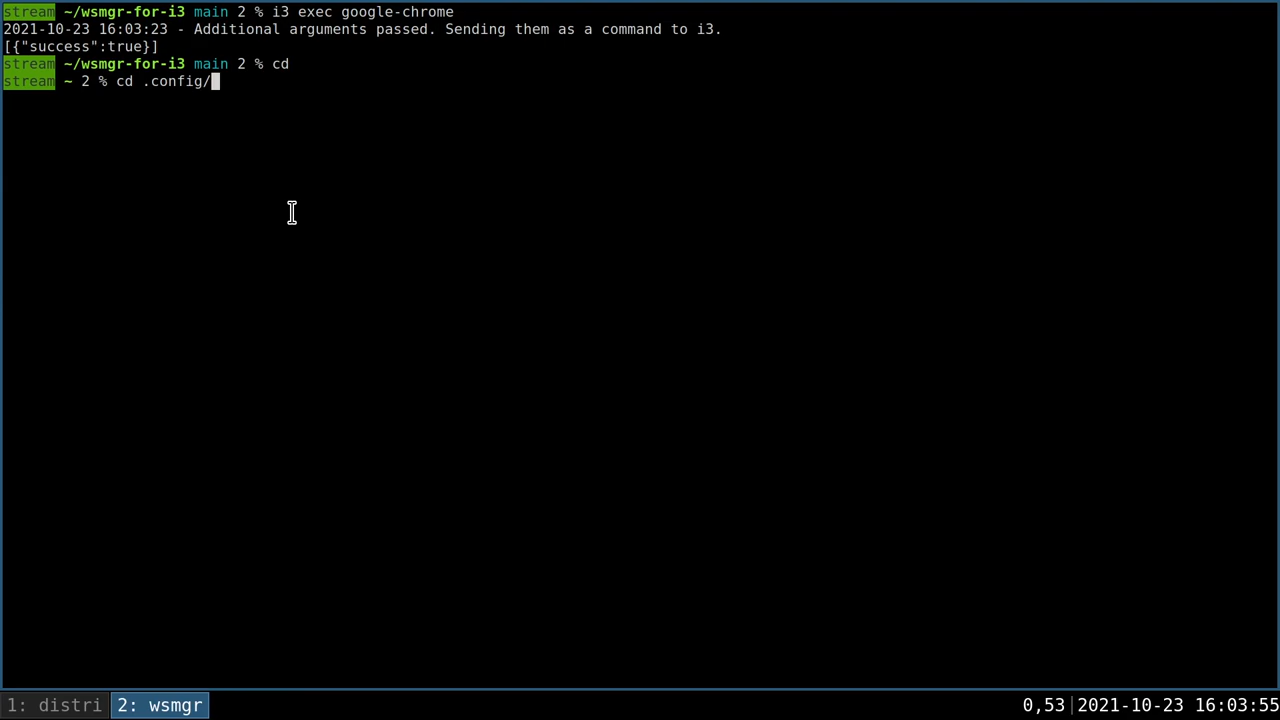 stream ~/wsmgr-for-i3 main 2 % i3 exec google-chrome
2021-10-23 16:03:23 - Additional arguments passed. Sending them as a command to i3.
[{"success":true}]
stream ~/wsmgr-for-i3 main 2 % cd
stream ~ 2 % cd .config/
1: distri 2: wsmgr 0,53|2021-10-23 16:03:55